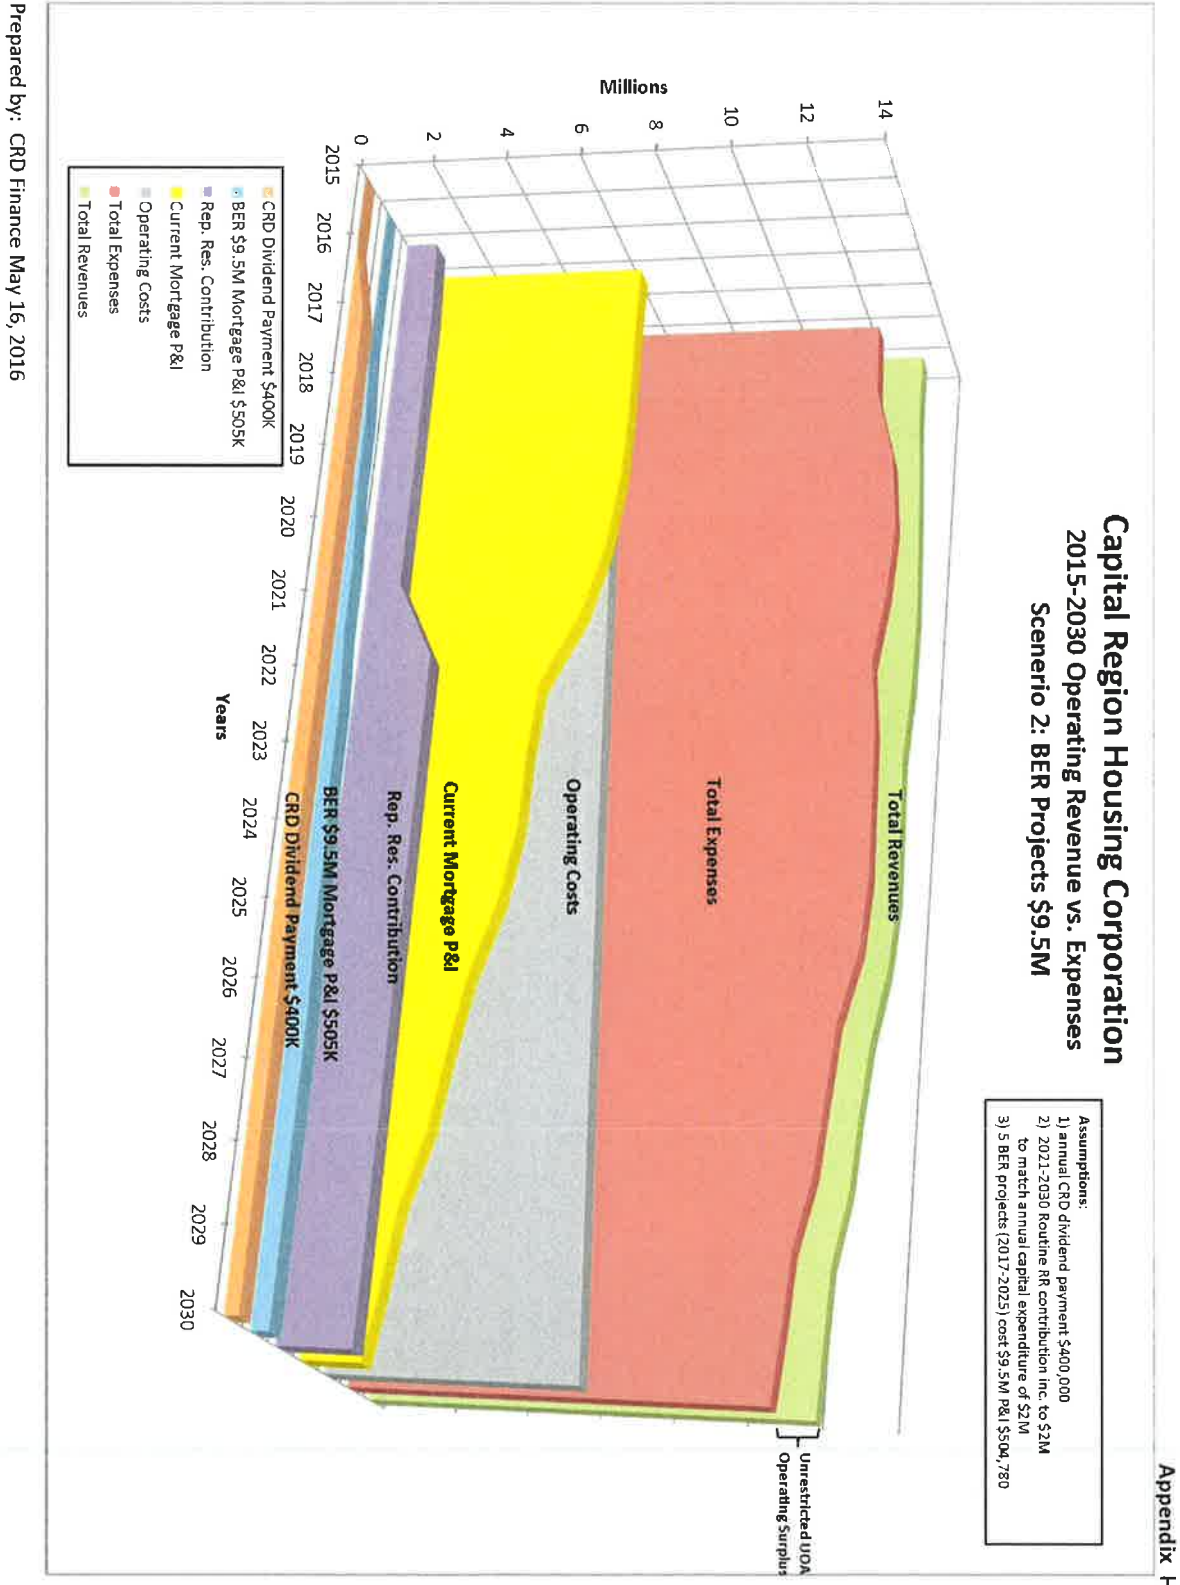 Appendix H
Capital Region Housing Corporation
2015-2030 Operating Revenue vs. Expenses
Scenerio 2: BER Projects $9.5M
Assumptions:
1) annual CRD dividend payment $400,000
2) 2021-2030 Routine RR contribution inc. to $2M
to match annual capital expenditure of $2M
3) 5 BER projects (2017-2025) cost $9.5M P&I $504,780
Millions
14
12
10
8
6
4
2
0
2015
2016
2017
2018
2019
2020
2021
2022
2023
2024
2025
2026
2027
2028
2029
2030
Years
Total Revenues
Total Expenses
Operating Costs
Current Mortgage P&I
Rep. Res. Contribution
BER $9.5M Mortgage P&I $505K
CRD Dividend Payment $400K
Unrestricted UOA
Operating Surplus
CRD Dividend Payment $400K
BER $9.5M Mortgage P&I $505K
Rep. Res. Contribution
Current Mortgage P&I
Operating Costs
Total Expenses
Total Revenues
Prepared by: CRD Finance May 16, 2016